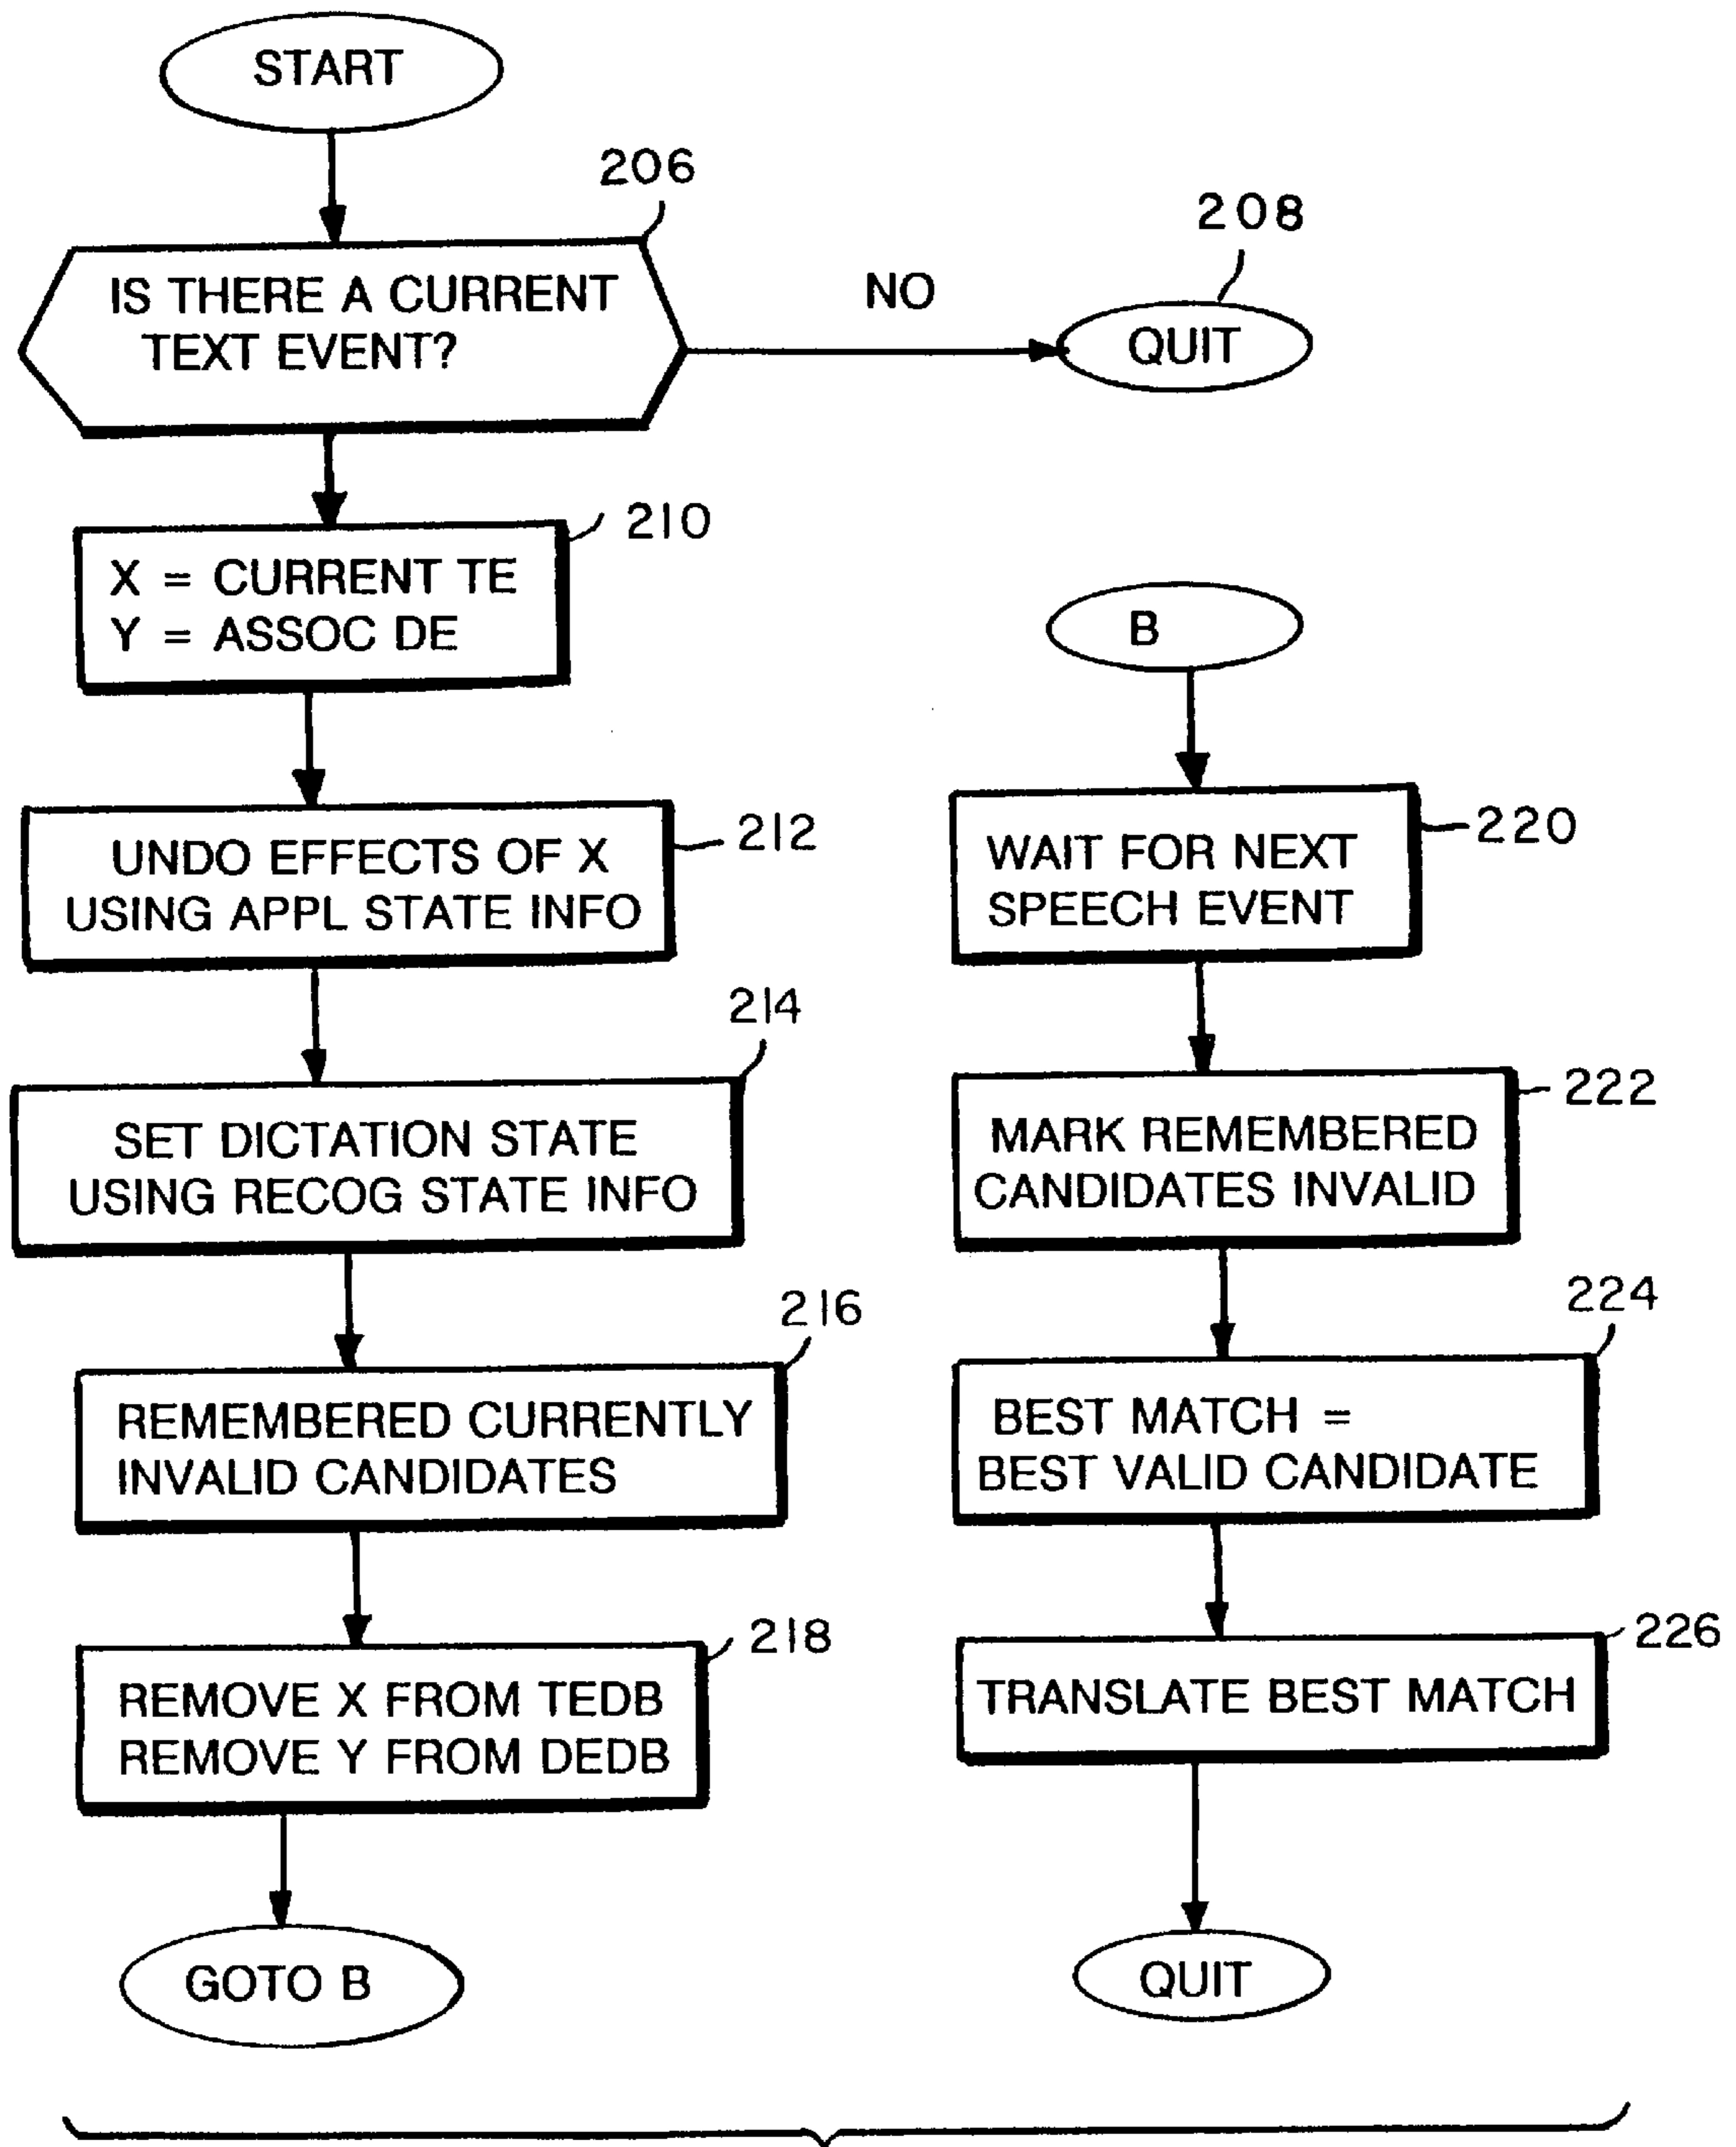 START
206
IS THERE A CURRENT
TEXT EVENT?
NO
208
QUIT
210
X = CURRENT TE
Y = ASSOC DE
212
UNDO EFFECTS OF X
USING APPL STATE INFO
214
SET DICTATION STATE
USING RECOG STATE INFO
216
REMEMBERED CURRENTLY
INVALID CANDIDATES
218
REMOVE X FROM TEDB
REMOVE Y FROM DEDB
GOTO B
B
220
WAIT FOR NEXT
SPEECH EVENT
222
MARK REMEMBERED
CANDIDATES INVALID
224
BEST MATCH =
BEST VALID CANDIDATE
226
TRANSLATE BEST MATCH
QUIT